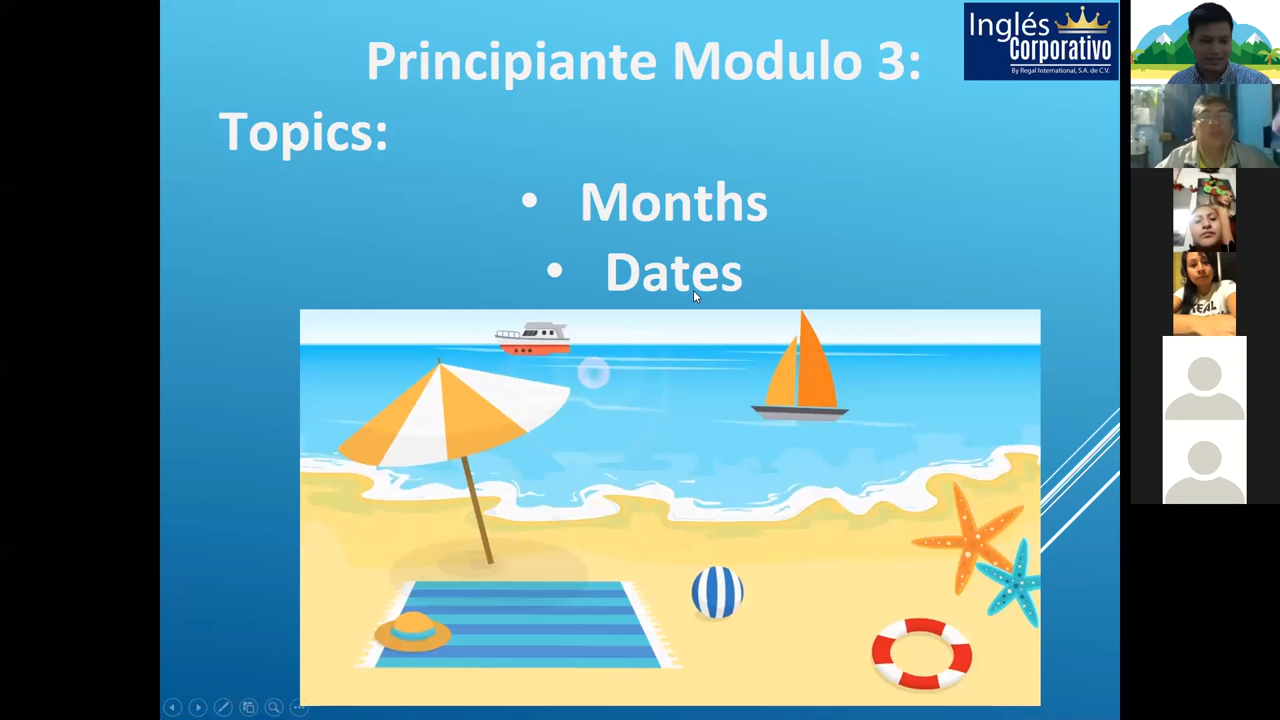 Principiante Modulo 3:
Inglés
Corporativo
By Regal International, S.A. de C.V.
Topics:
• Months
• Dates